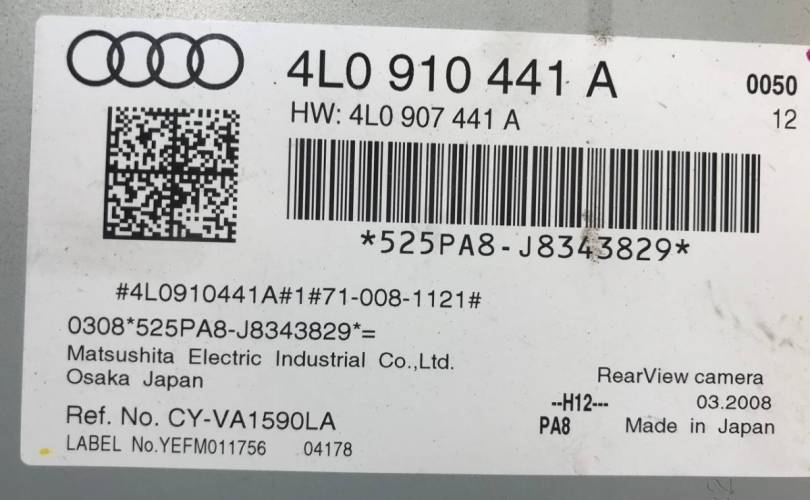 4L0 910 441 A 0050
HW: 4L0 907 441 A 12
*525PA8-J8343829*
#4L0910441A#1#71-008-1121#
0308*525PA8-J8343829*=
Matsushita Electric Industrial Co.,Ltd.
Osaka Japan
RearView camera
--H12--- 03.2008
Ref. No. CY-VA1590LA
PA8 Made in Japan
LABEL No.YEFM011756 04178